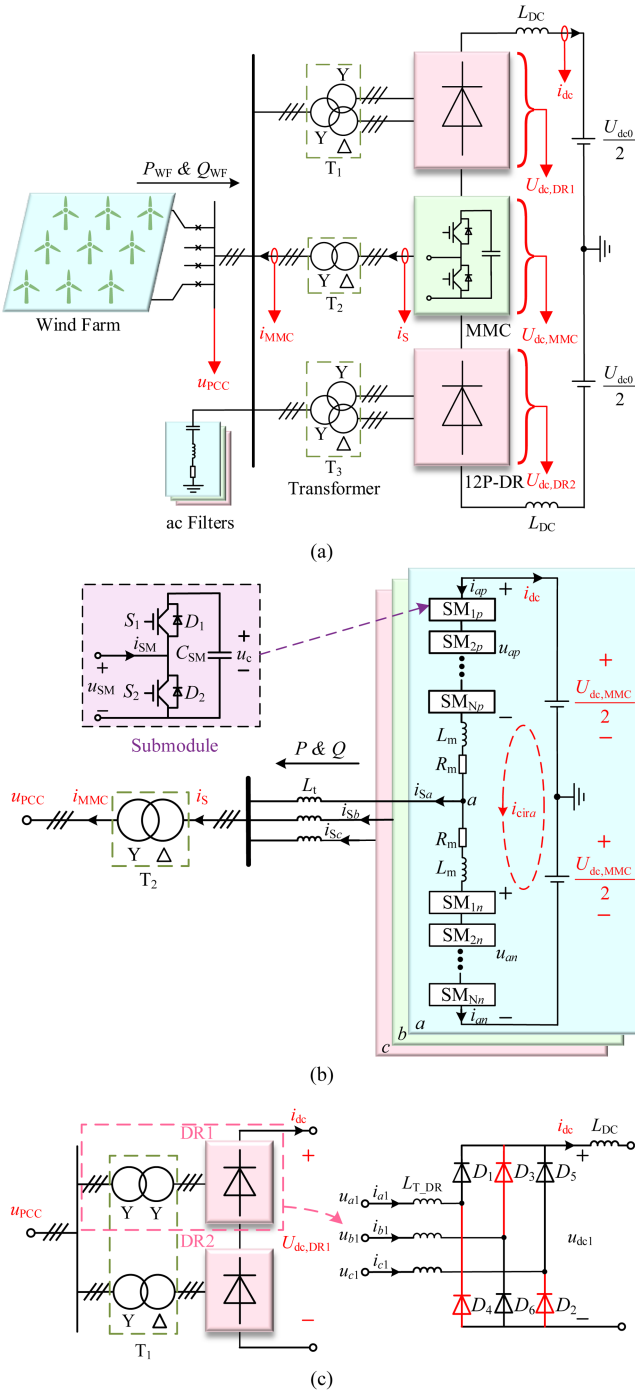 L_DC
i_dc
Y
Y
Δ
T_1
U_dc0
2
U_dc,DR1
P_WF & Q_WF
Wind Farm
i_MMC
T_2
Y
Δ
i_S
MMC
U_dc,MMC
u_PCC
U_dc0
2
Y
Δ
T_3
Transformer
12P-DR
U_dc,DR2
ac Filters
L_DC
(a)
S_1
D_1
i_SM
C_SM
+
u_c
−
+
u_SM
−
S_2
D_2
Submodule
i_ap
+
i_dc
SM_1p
SM_2p
u_ap
SM_Np
−
L_m
R_m
+
U_dc,MMC
2
−
P & Q
u_PCC
i_MMC
i_S
Y
Δ
T_2
L_t
i_Sa
i_Sb
i_Sc
a
i_cira
R_m
L_m
+
U_dc,MMC
2
−
SM_1n
+
SM_2n
u_an
SM_Nn
i_an
−
a
b
c
(b)
DR1
i_dc
+
Y
Y
u_PCC
DR2
U_dc,DR1
Y
Δ
−
T_1
i_dc
L_DC
+
D_1
D_3
D_5
L_T_DR
u_a1
i_a1
u_b1
i_b1
u_c1
i_c1
u_dc1
D_4
D_6
D_2
−
(c)